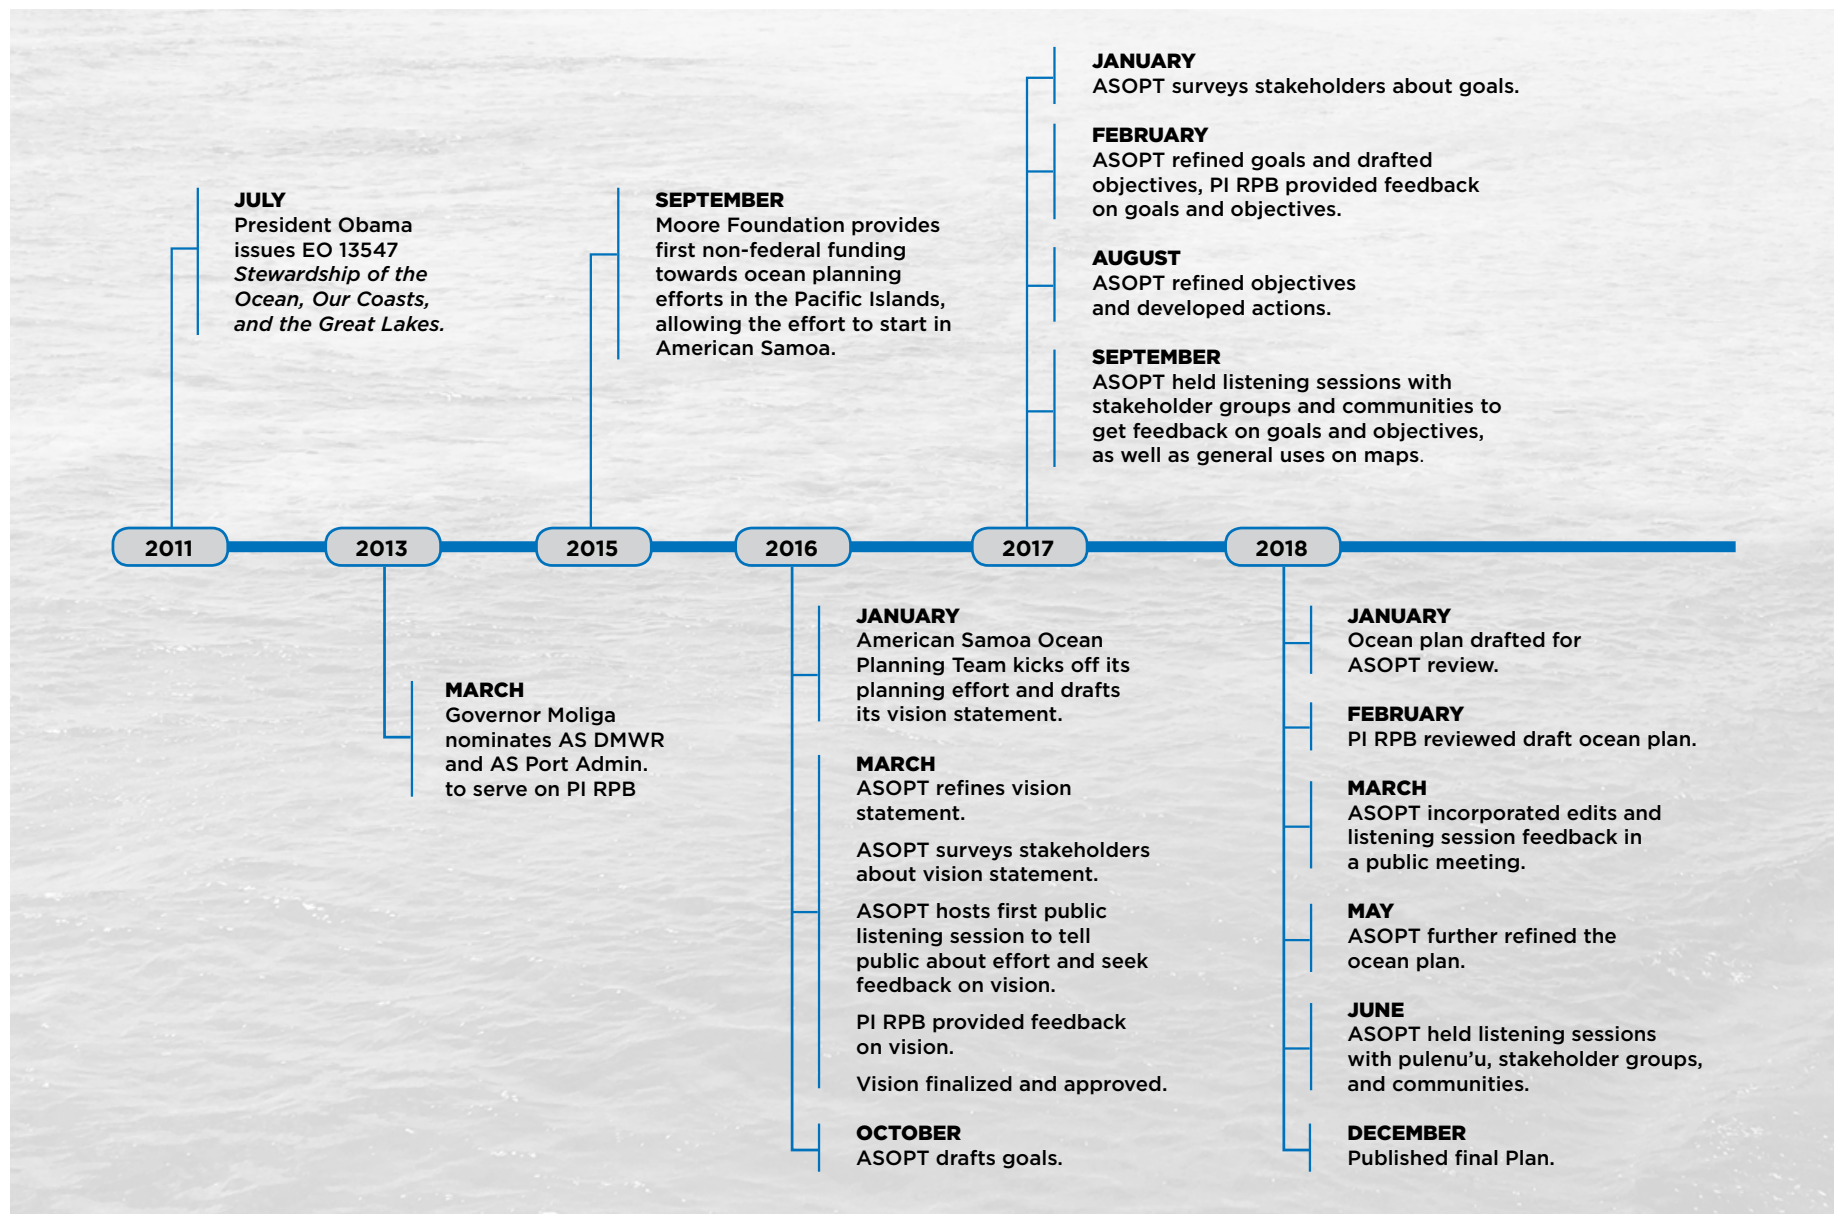 2011
JULY
President Obama
issues EO 13547
Stewardship of the
Ocean, Our Coasts,
and the Great Lakes.
2013
MARCH
Governor Moliga
nominates AS DMWR
and AS Port Admin.
to serve on PI RPB
2015
SEPTEMBER
Moore Foundation provides
first non-federal funding
towards ocean planning
efforts in the Pacific Islands,
allowing the effort to start in
American Samoa.
2016
JANUARY
American Samoa Ocean
Planning Team kicks off its
planning effort and drafts
its vision statement.
MARCH
ASOPT refines vision
statement.
ASOPT surveys stakeholders
about vision statement.
ASOPT hosts first public
listening session to tell
public about effort and seek
feedback on vision.
PI RPB provided feedback
on vision.
Vision finalized and approved.
OCTOBER
ASOPT drafts goals.
2017
JANUARY
ASOPT surveys stakeholders about goals.
FEBRUARY
ASOPT refined goals and drafted
objectives, PI RPB provided feedback
on goals and objectives.
AUGUST
ASOPT refined objectives
and developed actions.
SEPTEMBER
ASOPT held listening sessions with
stakeholder groups and communities to
get feedback on goals and objectives,
as well as general uses on maps.
2018
JANUARY
Ocean plan drafted for
ASOPT review.
FEBRUARY
PI RPB reviewed draft ocean plan.
MARCH
ASOPT incorporated edits and
listening session feedback in
a public meeting.
MAY
ASOPT further refined the
ocean plan.
JUNE
ASOPT held listening sessions
with pulenu’u, stakeholder groups,
and communities.
DECEMBER
Published final Plan.